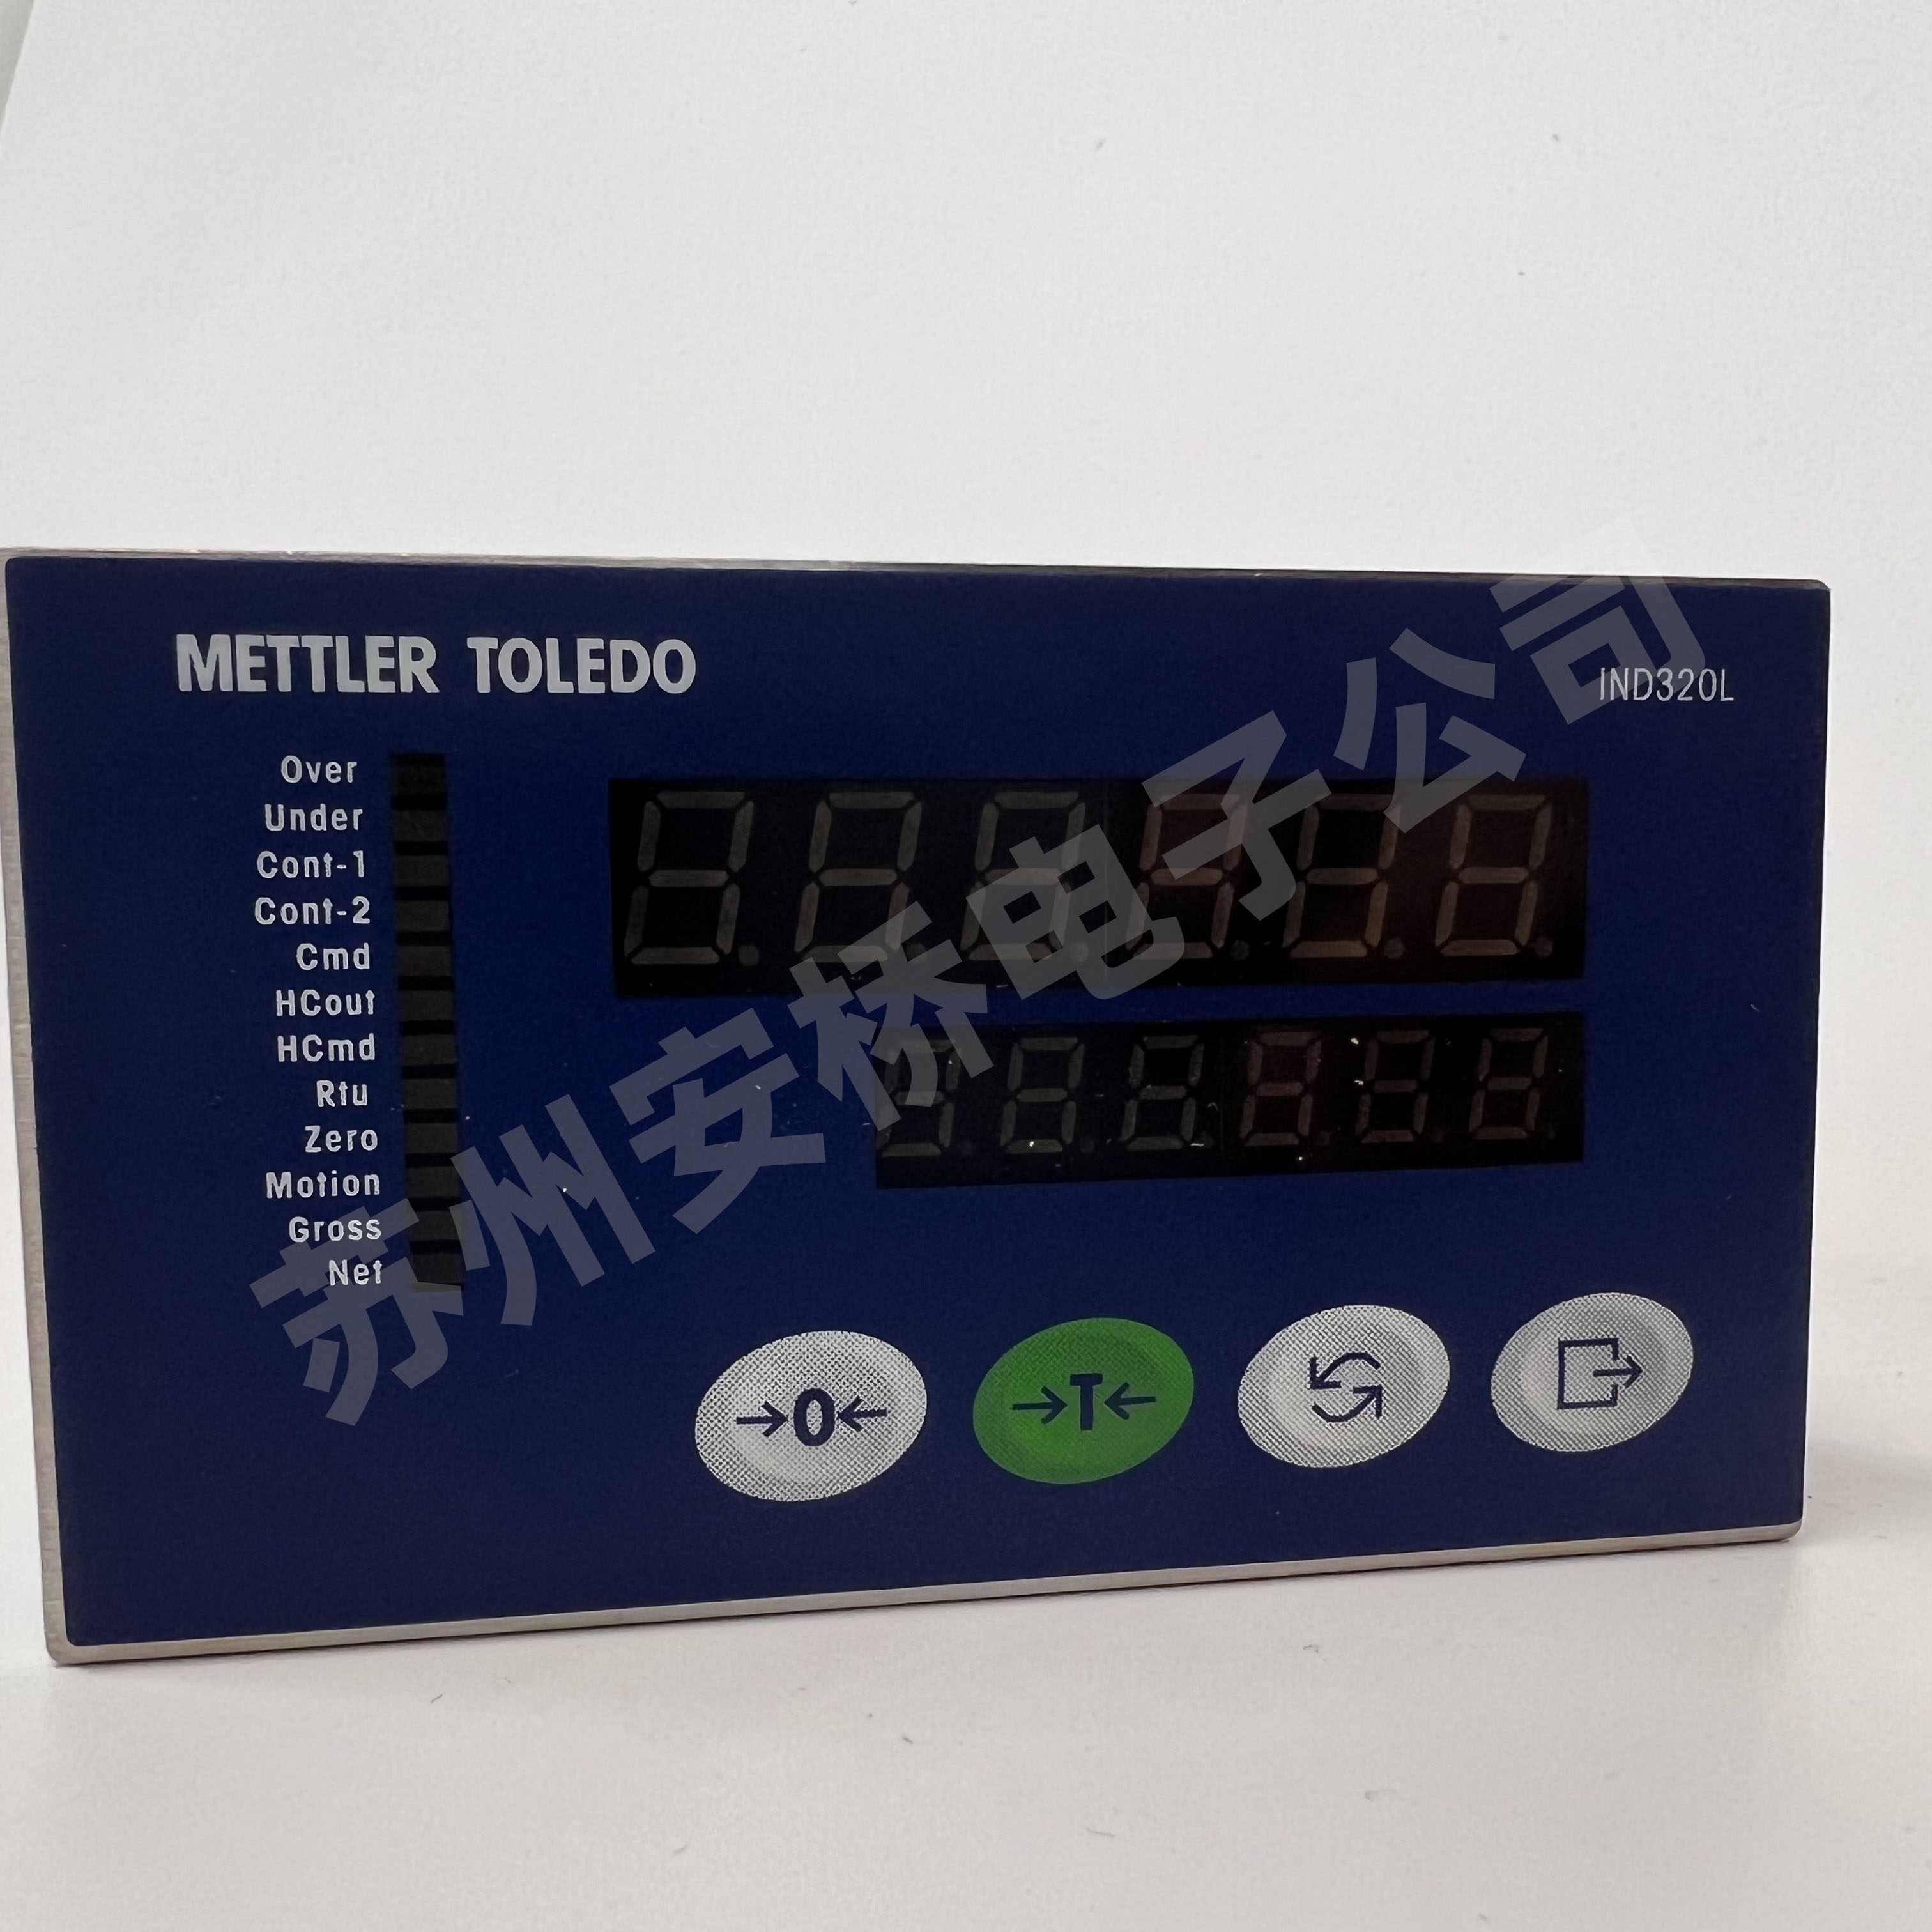 METTLER TOLEDO
IND320L
Over
Under
Cont-1
Cont-2
Cmd
HCout
HCmd
Rtu
Zero
Motion
Gross
Net
→0←
→T←
苏州安桥电子公司